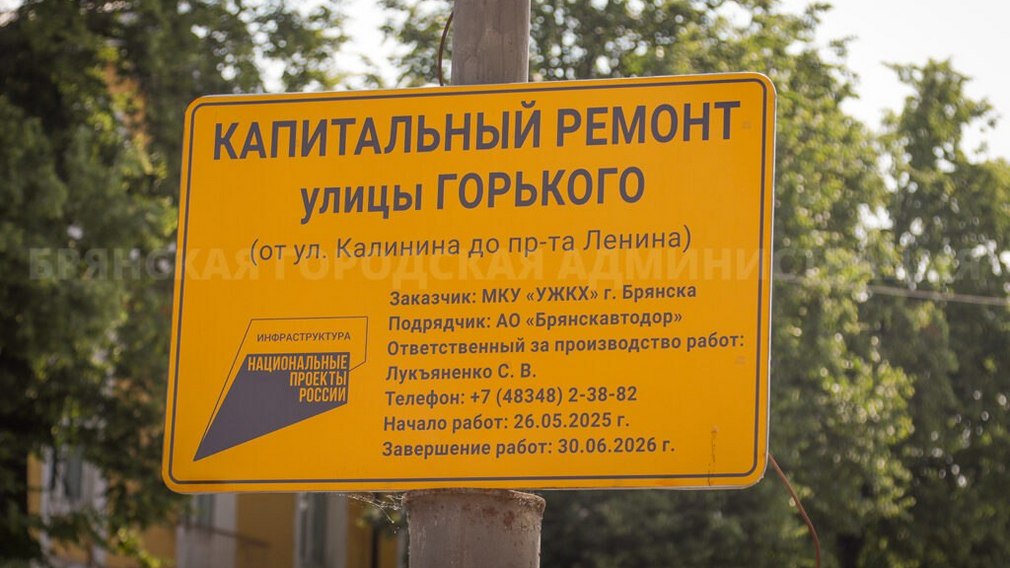 КАПИТАЛЬНЫЙ РЕМОНТ
улицы ГОРЬКОГО
(от ул. Калинина до пр-та Ленина)
БРЯНСКАЯ ГОРОДСКАЯ АДМИНИСТРАЦИЯ
Заказчик: МКУ «УЖКХ» г. Брянска
Подрядчик: АО «Брянскавтодор»
Ответственный за производство работ:
Лукъяненко С. В.
Телефон: +7 (48348) 2-38-82
Начало работ: 26.05.2025 г.
Завершение работ: 30.06.2026 г.
ИНФРАСТРУКТУРА
НАЦИОНАЛЬНЫЕ
ПРОЕКТЫ
РОССИИ